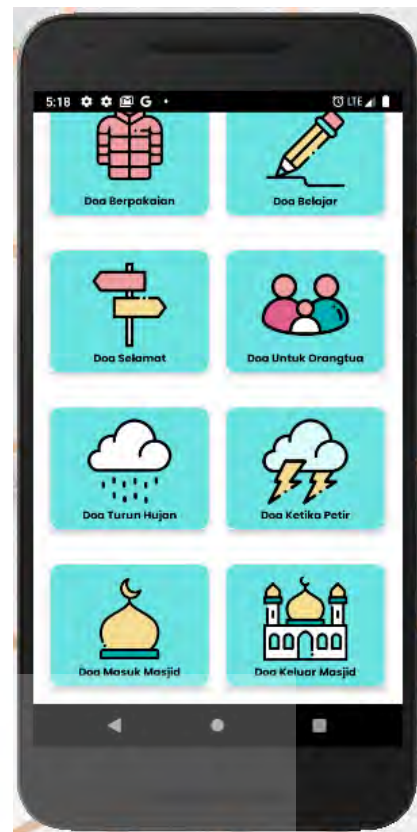 5:18 G LTE
Doa Berpakaian Doa Belajar
Doa Selamat Doa Untuk Orangtua
Doa Turun Hujan Doa Ketika Petir
Doa Masuk Masjid Doa Keluar Masjid